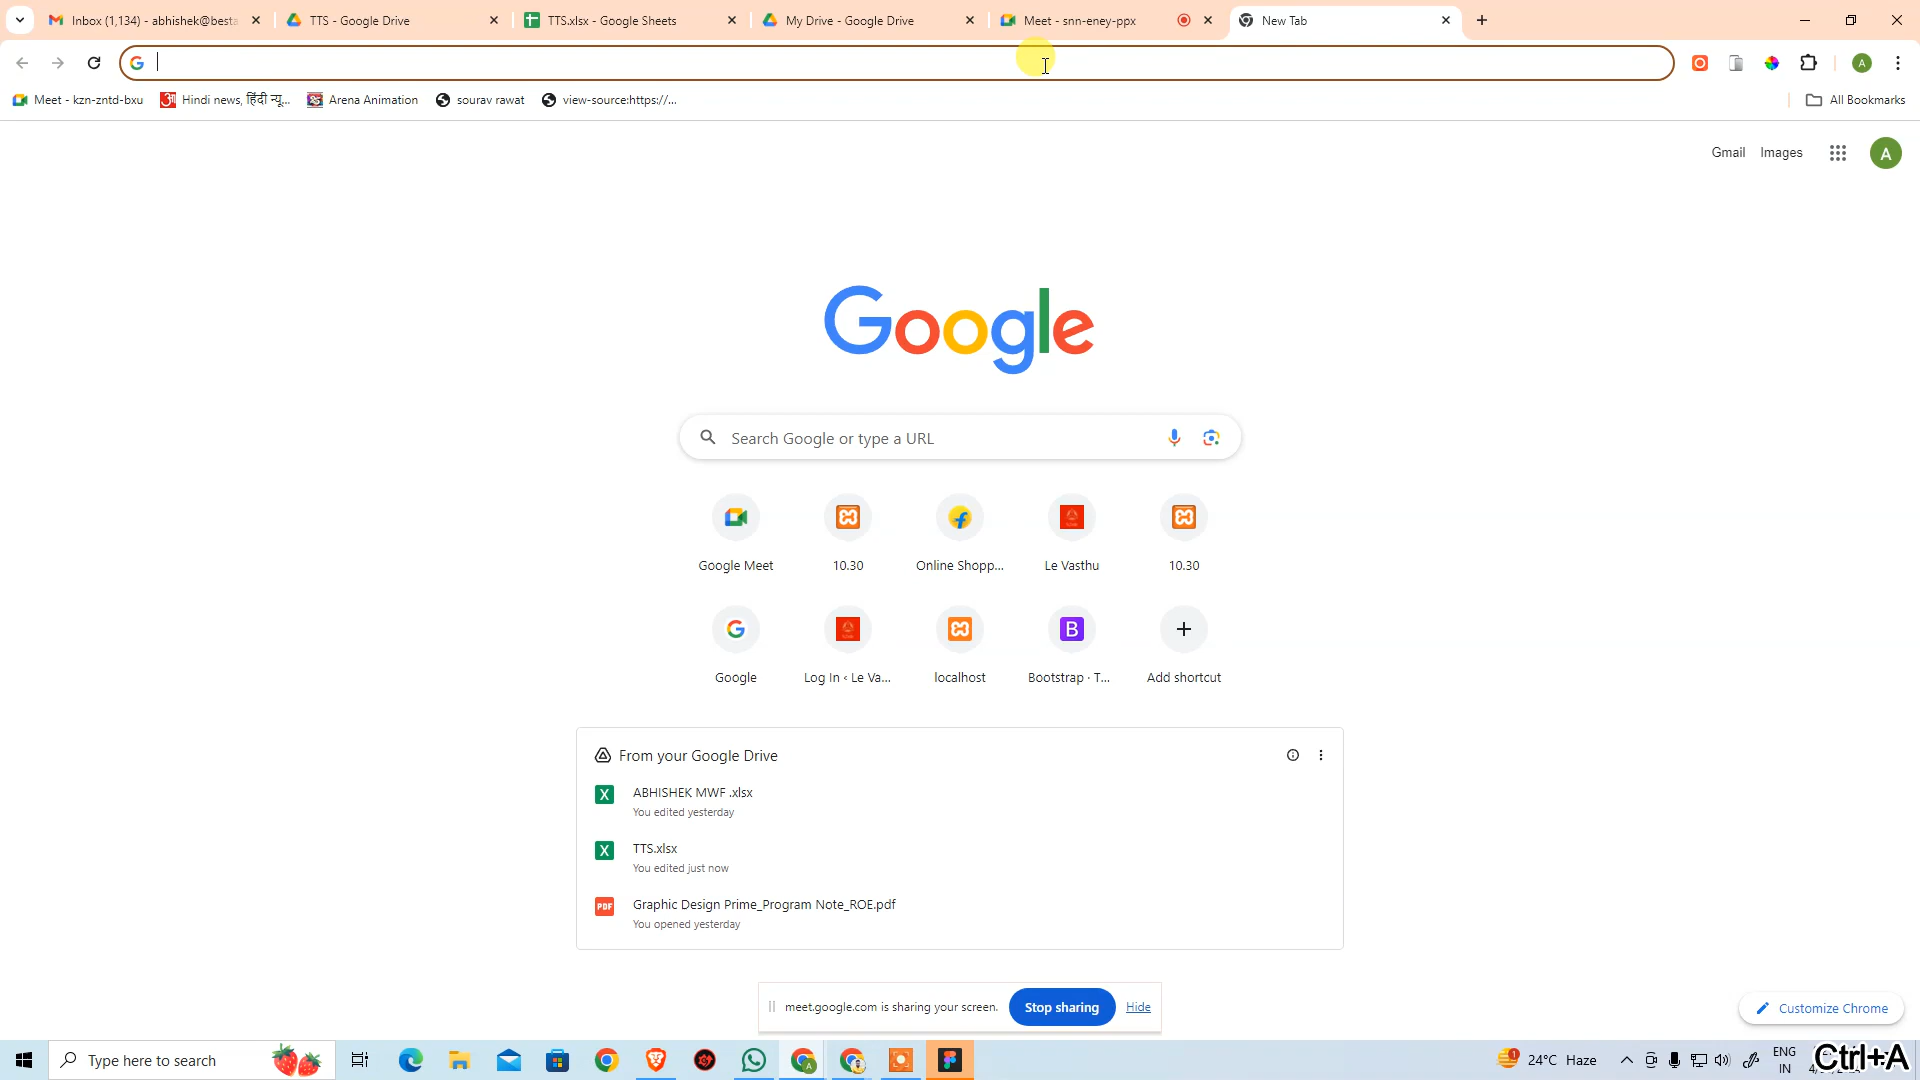 Inbox (1,134) - abhishek@besta
TTS - Google Drive
TTS.xlsx - Google Sheets
My Drive - Google Drive
Meet - snn-eney-ppx
New Tab
Meet - kzn-zntd-bxu
Hindi news, हिंदी न्यू...
Arena Animation
sourav rawat
view-source:https://...
All Bookmarks
Gmail
Images
A
Google
Search Google or type a URL
Google Meet
10.30
Online Shopp...
Le Vasthu
10.30
Google
Log In ‹ Le Va...
localhost
Bootstrap · T...
Add shortcut
From your Google Drive
ABHISHEK MWF .xlsx
You edited yesterday
TTS.xlsx
You edited just now
PDF
Graphic Design Prime_Program Note_ROE.pdf
You opened yesterday
meet.google.com is sharing your screen.
Stop sharing
Hide
Customize Chrome
Type here to search
24°C Haze
ENG
IN
Ctrl+A